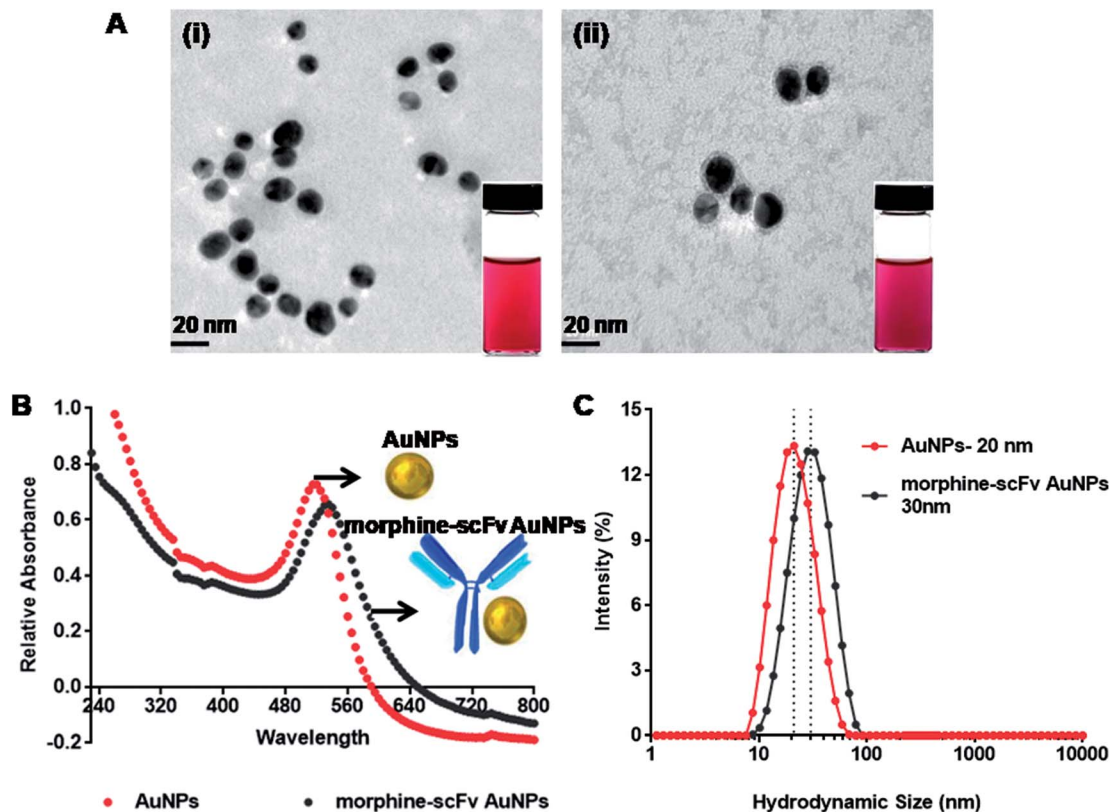 A
(i)
(ii)
20 nm
20 nm
B
1.0
0.8
0.6
0.4
0.2
0.0
-0.2
Relative Absorbance
240 320 400 480 560 640 720 800
Wavelength
AuNPs
morphine-scFv AuNPs
AuNPs
morphine-scFv AuNPs
C
15
12
9
6
3
0
Intensity (%)
AuNPs- 20 nm
morphine-scFv AuNPs
30nm
1 10 100 1000 10000
Hydrodynamic Size (nm)